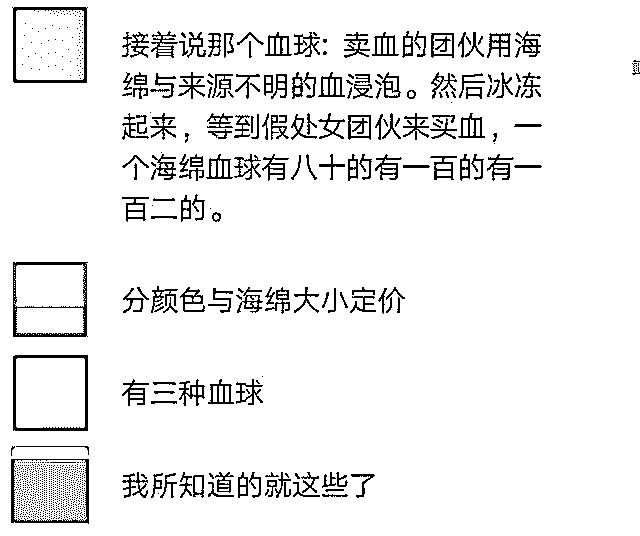 接着说那个血球: 卖血的团伙用海
绵与来源不明的血浸泡。然后冰冻
起来，等到假处女团伙来买血，一
个海绵血球有八十的有一百的有一
百二的。
分颜色与海绵大小定价
有三种血球
我所知道的就这些了